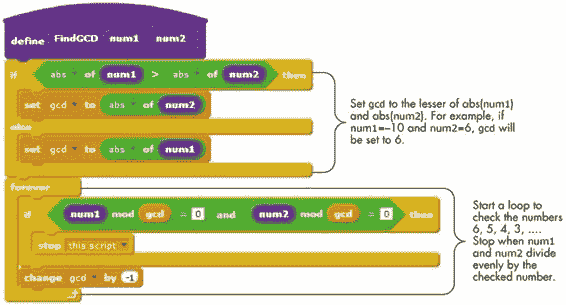 define FindGCD num1 num2
if abs of num1 > abs of num2 then
set gcd to abs of num2
else
set gcd to abs of num1
Set gcd to the lesser of abs(num1)
and abs(num2). For example, if
num1=–10 and num2=6, gcd will
be set to 6.
forever
if num1 mod gcd = 0 and num2 mod gcd = 0 then
stop this script
change gcd by -1
Start a loop to
check the numbers
6, 5, 4, 3, ....
Stop when num1
and num2 divide
evenly by the
checked number.